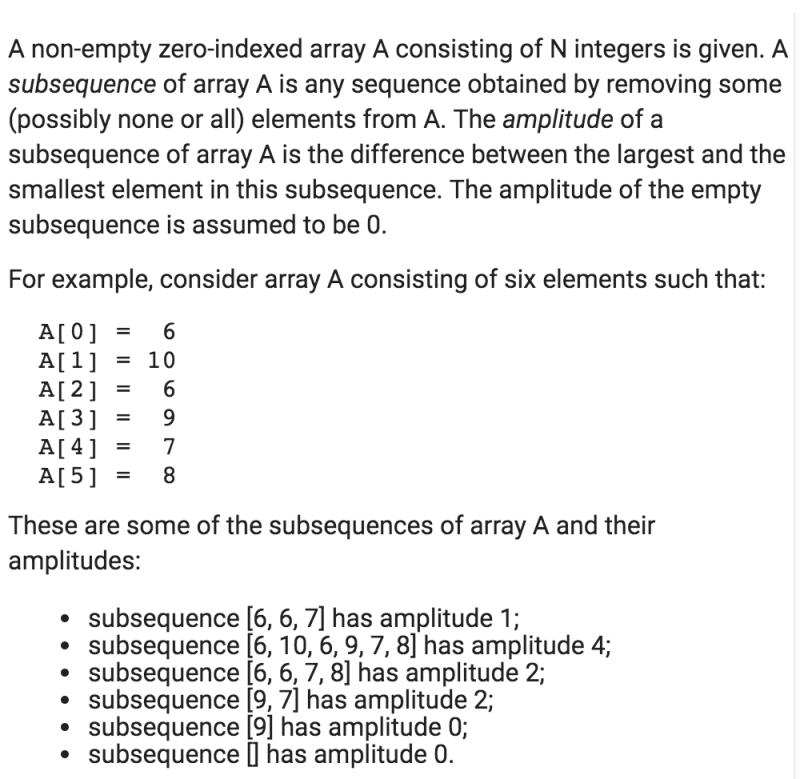 A non-empty zero-indexed array A consisting of N integers is given. A
subsequence of array A is any sequence obtained by removing some
(possibly none or all) elements from A. The amplitude of a
subsequence of array A is the difference between the largest and the
smallest element in this subsequence. The amplitude of the empty
subsequence is assumed to be 0.
For example, consider array A consisting of six elements such that:
A[0] = 6
A[1] = 10
A[2] = 6
A[3] = 9
A[4] = 7
A[5] = 8
These are some of the subsequences of array A and their
amplitudes:
• subsequence [6, 6, 7] has amplitude 1;
• subsequence [6, 10, 6, 9, 7, 8] has amplitude 4;
• subsequence [6, 6, 7, 8] has amplitude 2;
• subsequence [9, 7] has amplitude 2;
• subsequence [9] has amplitude 0;
• subsequence [] has amplitude 0.